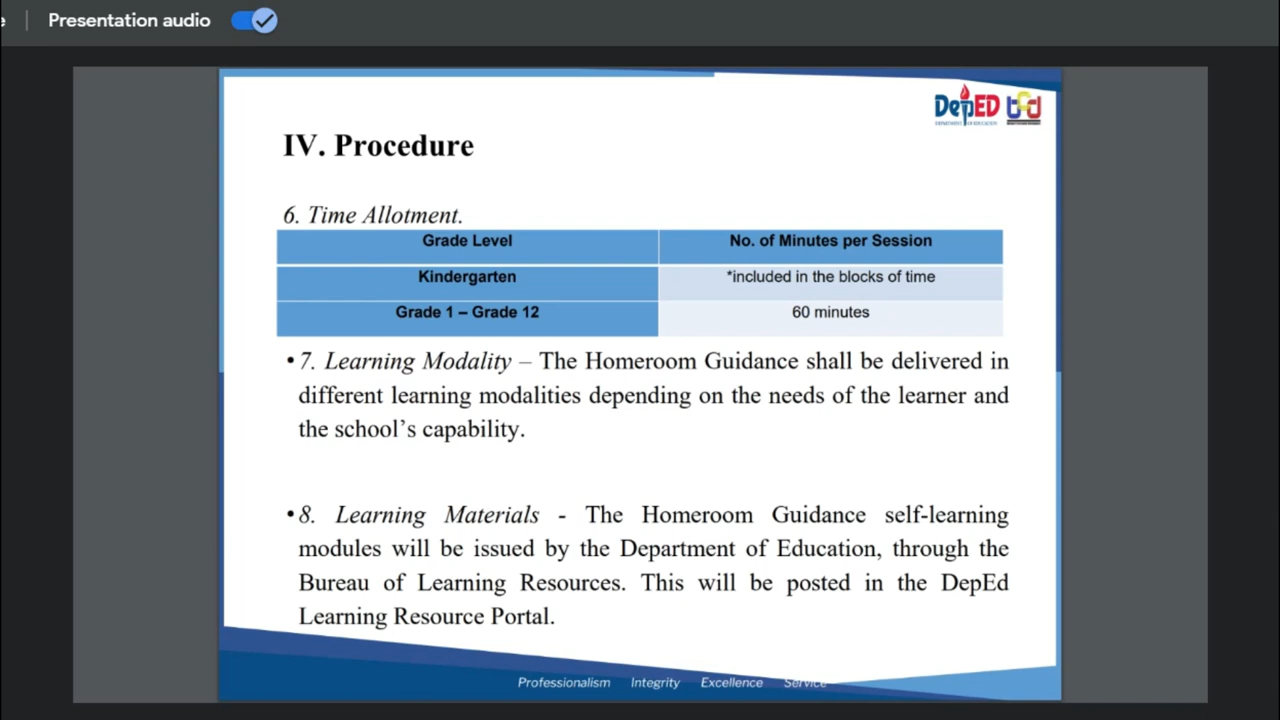 e | Presentation audio
DepED
DEPARTMENT OF EDUCATION
IV. Procedure
6. Time Allotment.
Grade Level No. of Minutes per Session
Kindergarten *included in the blocks of time
Grade 1 – Grade 12 60 minutes
• 7. Learning Modality – The Homeroom Guidance shall be delivered in
different learning modalities depending on the needs of the learner and
the school’s capability.
• 8. Learning Materials - The Homeroom Guidance self-learning
modules will be issued by the Department of Education, through the
Bureau of Learning Resources. This will be posted in the DepEd
Learning Resource Portal.
Professionalism Integrity Excellence Service